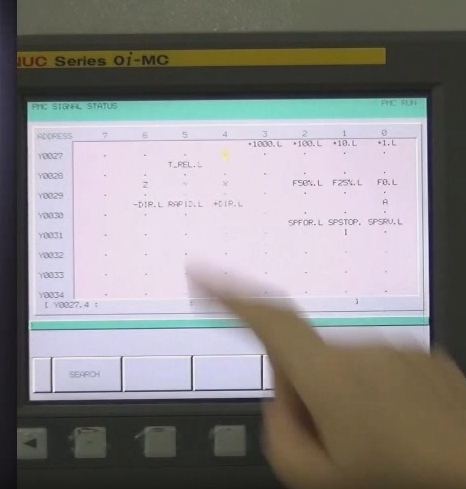 NUC Series 0i-MC
PMC SIGNAL STATUS PMC RUN
ADDRESS 7 6 5 4 3 2 1 0
*1000.L *100.L *10.L *1.L
Y0027
T_REL.L
Y0028
Z Y X F50%.L F25%.L F0.L
Y0029 A
-DIR.L RAPID.L +DIR.L
Y0030
SPFOR.L SPSTOP. SPSRV.L
Y0031
Y0032
Y0033
Y0034
[ Y0027.4 : : ]
SEARCH